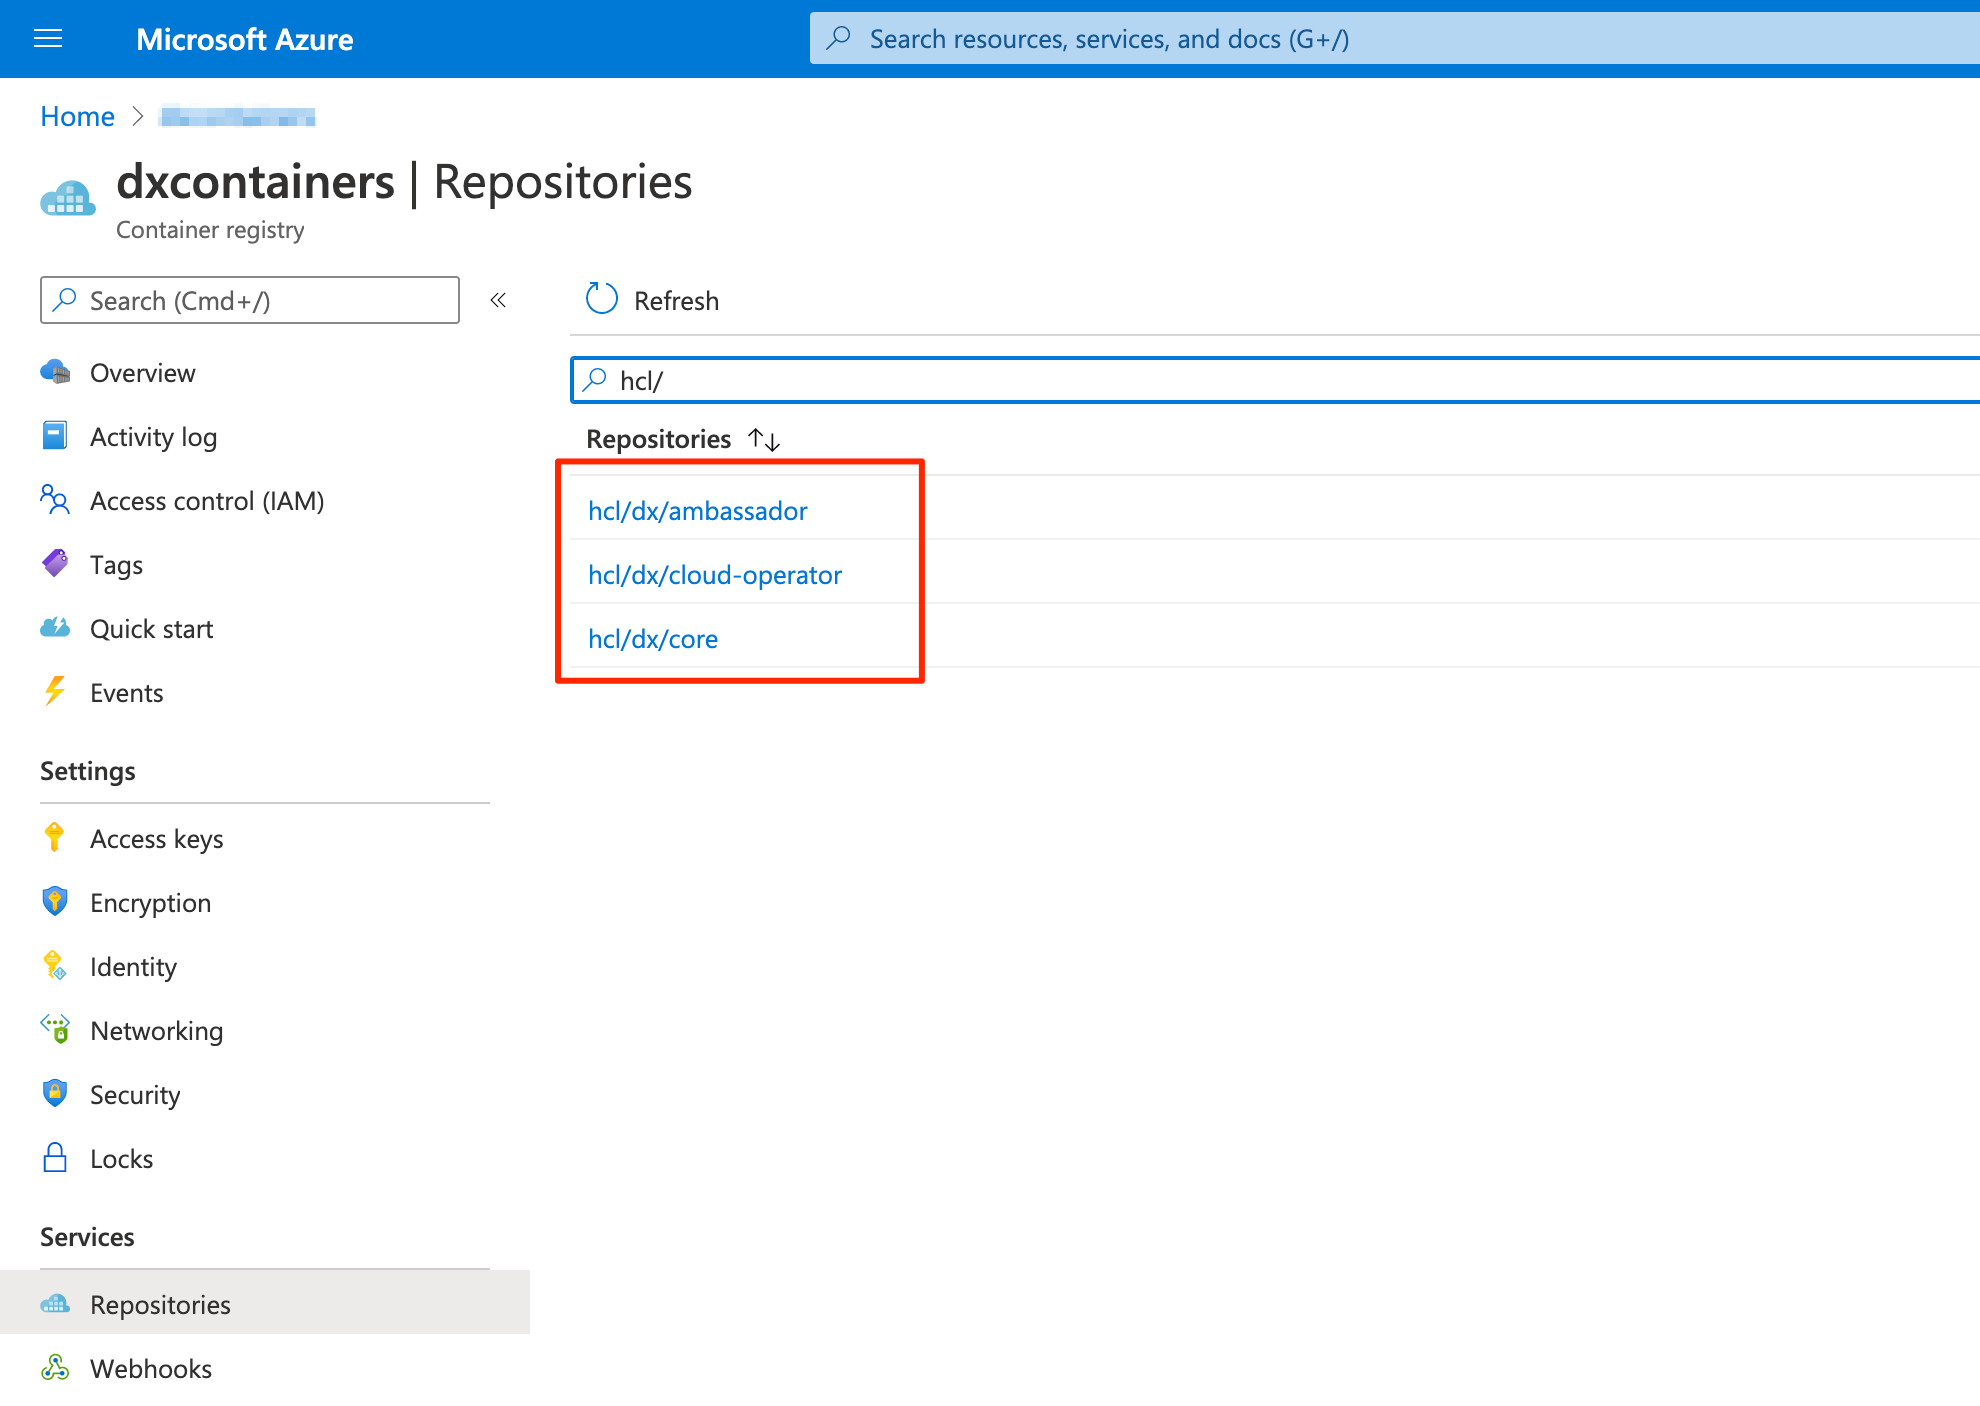 Microsoft Azure
Search resources, services, and docs (G+/)
Home >
dxcontainers | Repositories
Container registry
Search (Cmd+/)
«
Refresh
hcl/
Repositories ↑↓
hcl/dx/ambassador
hcl/dx/cloud-operator
hcl/dx/core
Overview
Activity log
Access control (IAM)
Tags
Quick start
Events
Settings
Access keys
Encryption
Identity
Networking
Security
Locks
Services
Repositories
Webhooks